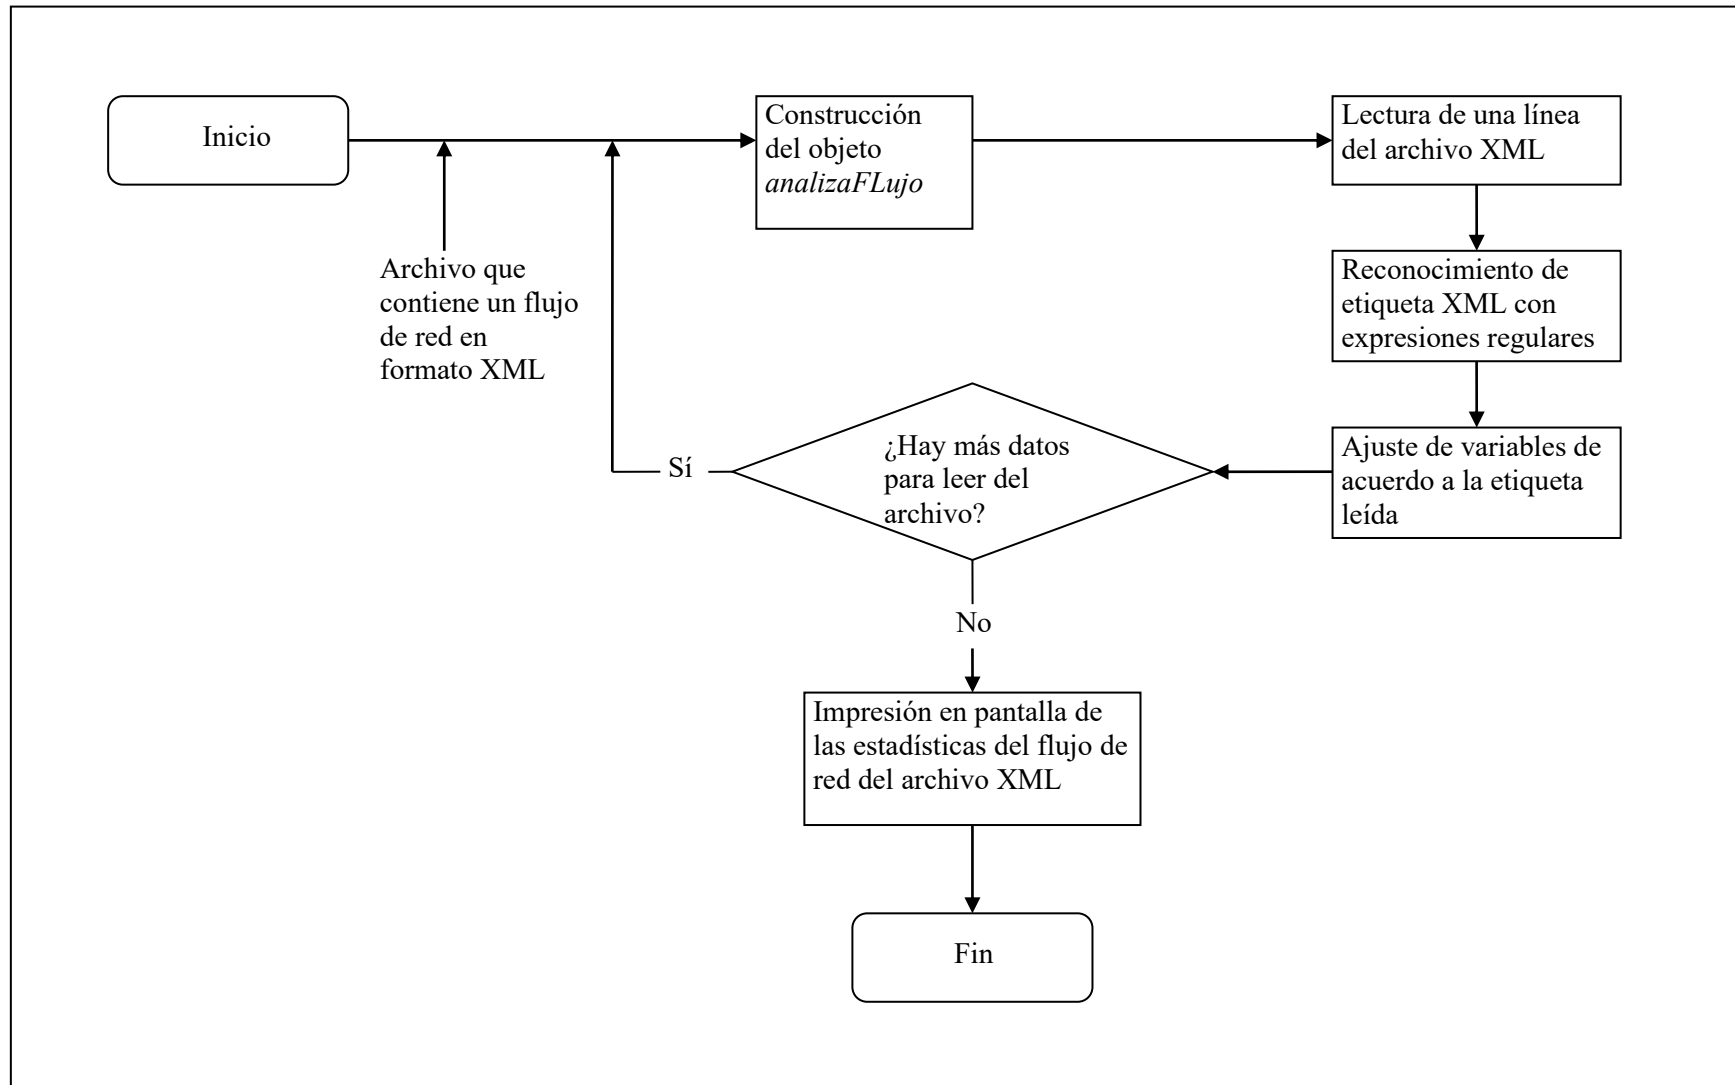 Inicio
Construcción
del objeto
analizaFLujo
Lectura de una línea
del archivo XML
Archivo que
contiene un flujo
de red en
formato XML
Reconocimiento de
etiqueta XML con
expresiones regulares
Ajuste de variables de
acuerdo a la etiqueta
leída
¿Hay más datos
para leer del
archivo?
Sí
No
Impresión en pantalla de
las estadísticas del flujo de
red del archivo XML
Fin